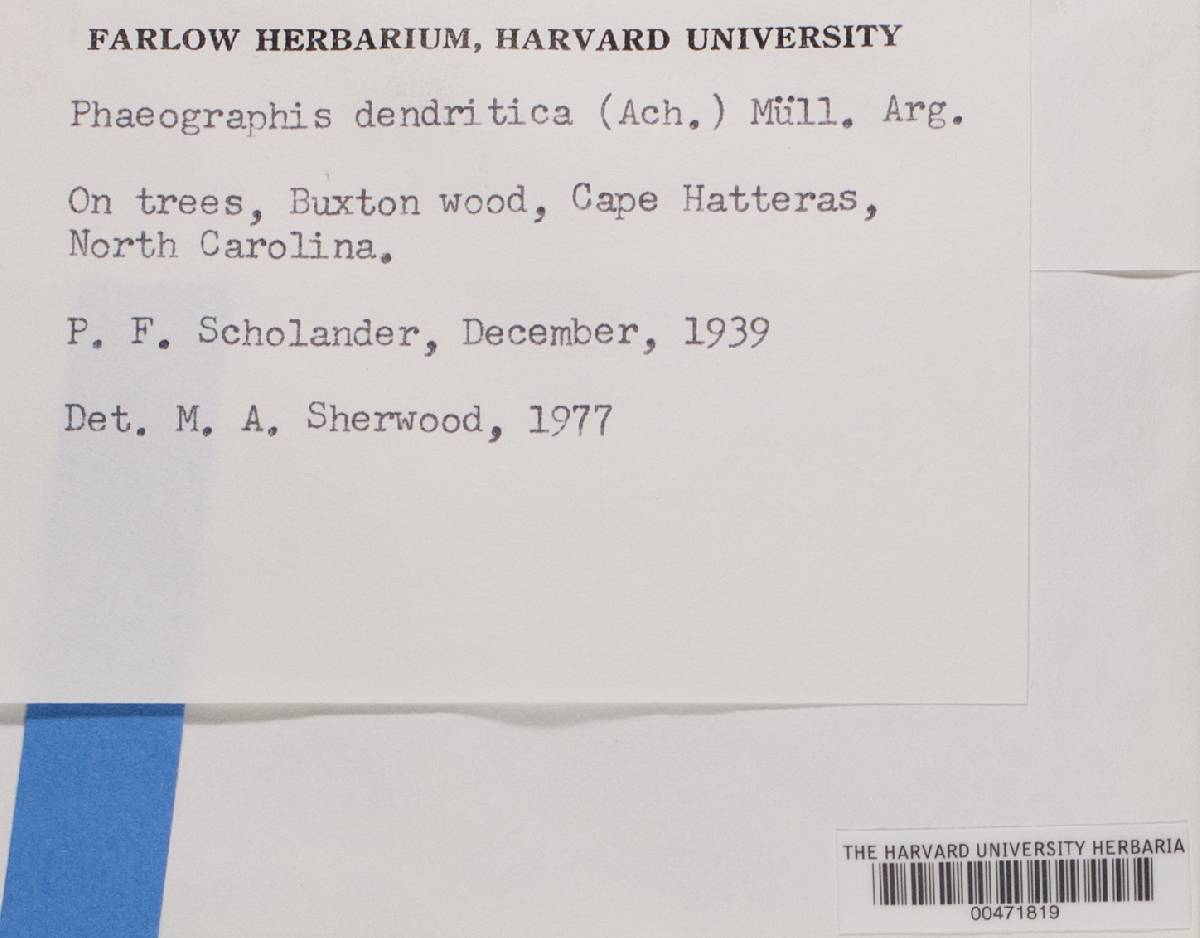 FARLOW HERBARIUM, HARVARD UNIVERSITY
Phaeographis dendritica (Ach.) Müll. Arg.
On trees, Buxton wood, Cape Hatteras,
North Carolina.
P. F. Scholander, December, 1939
Det. M. A. Sherwood, 1977
THE HARVARD UNIVERSITY HERBARIA
00471819